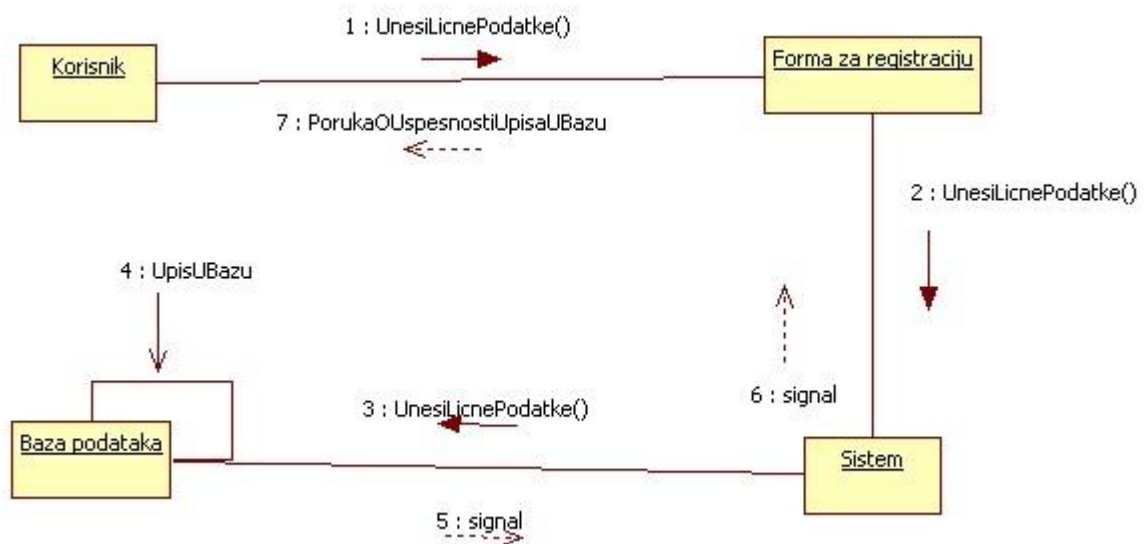 1 : UnesiLicnePodatke()
Korisnik
Forma za registraciju
7 : PorukaOUspesnostiUpisaUBazu
2 : UnesiLicnePodatke()
4 : UpisUBazu
6 : signal
3 : UnesiLicnePodatke()
Baza podataka
Sistem
5 : signal